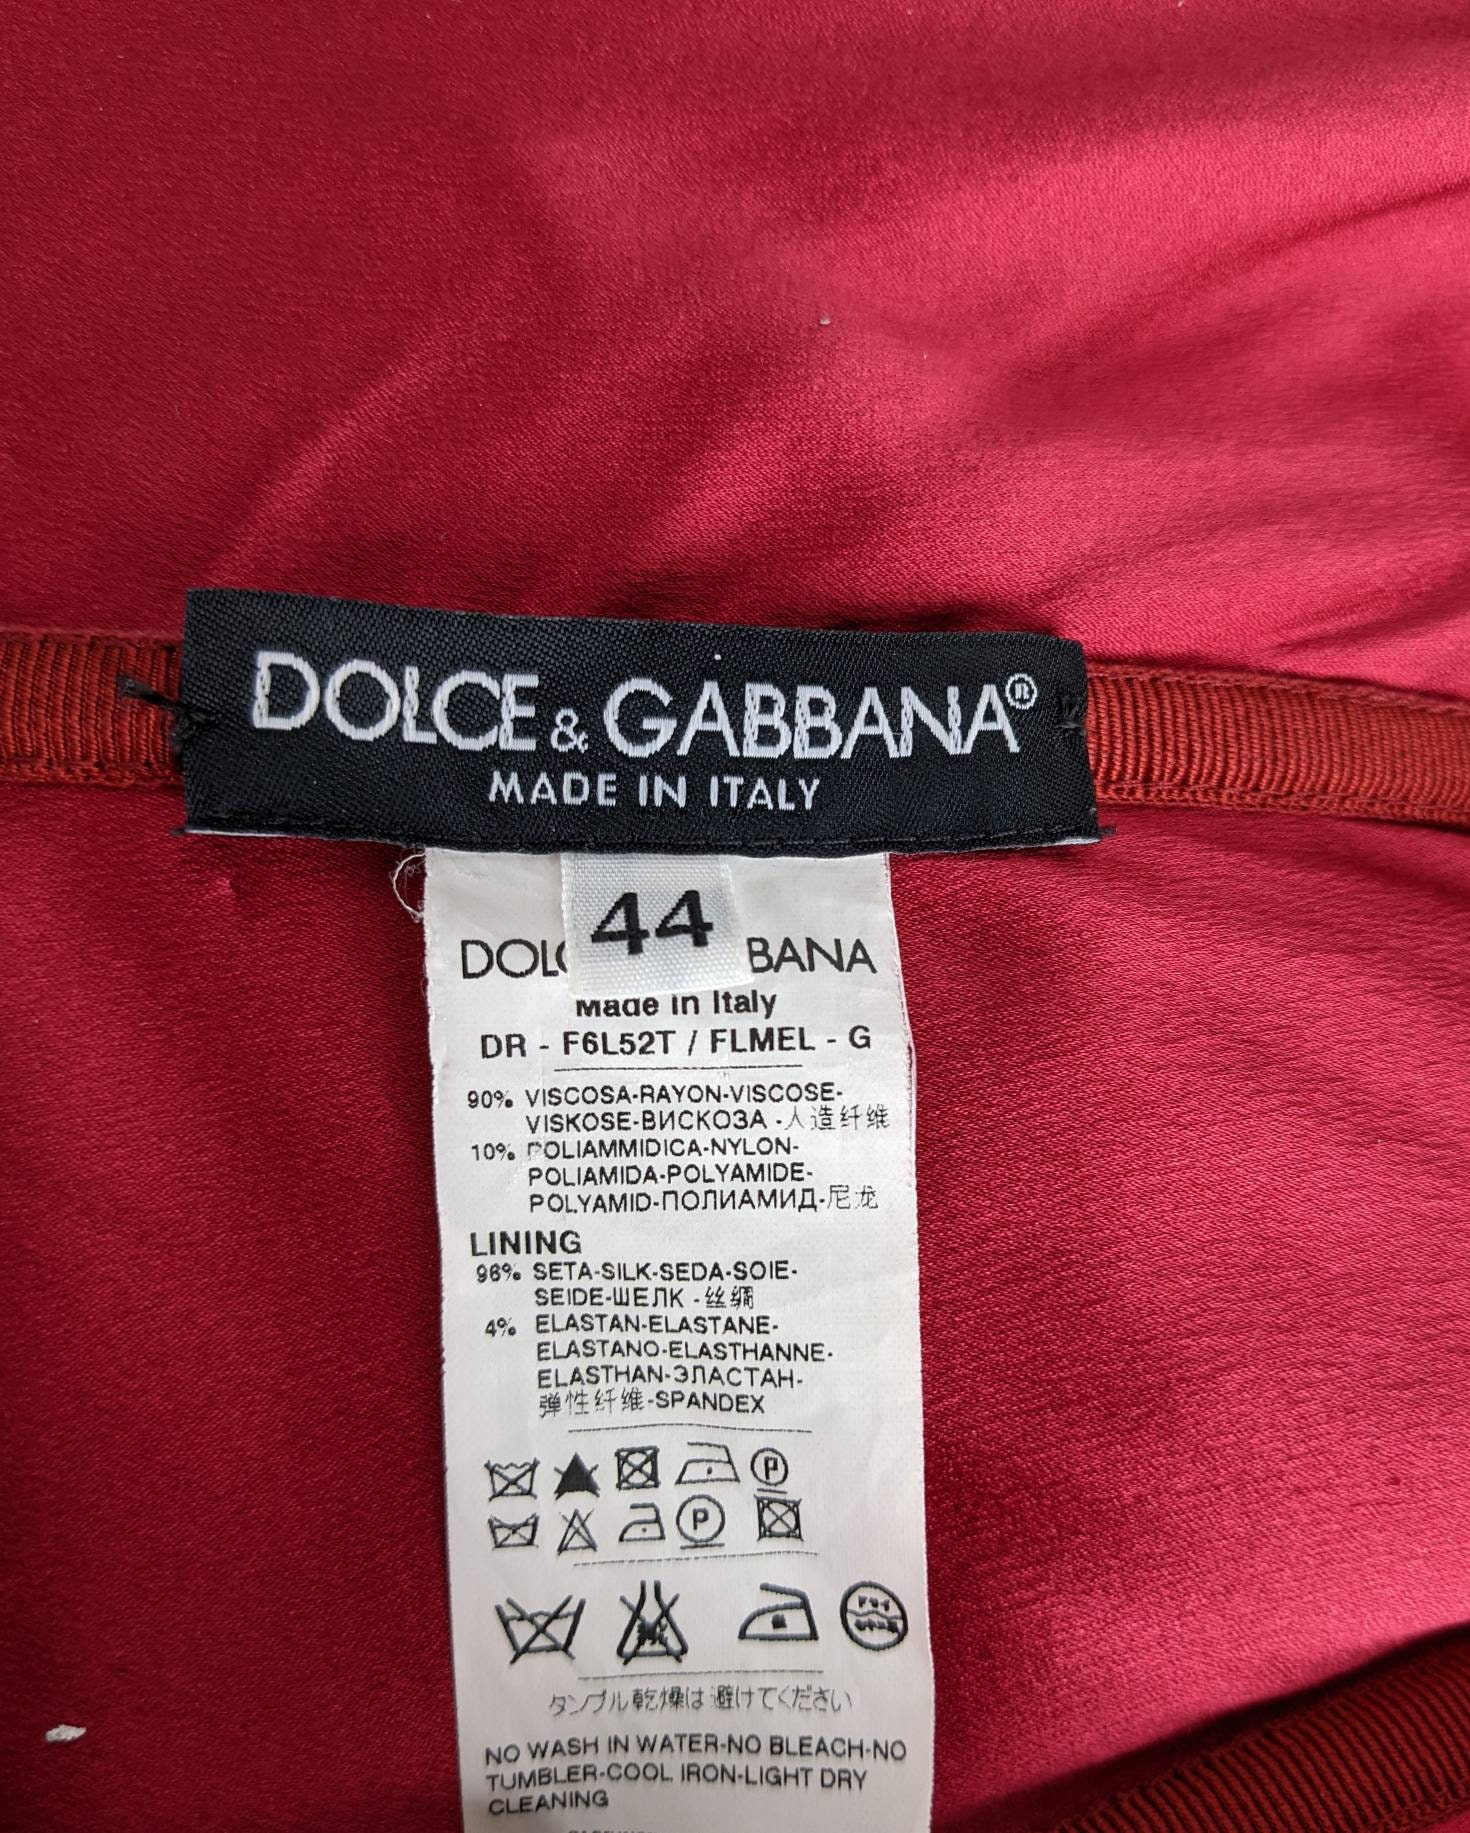 DOLCE & GABBANA®
MADE IN ITALY
44
DOLC BANA
Made in Italy
DR - F6L52T / FLMEL - G
90% VISCOSA-RAYON-VISCOSE-
VISKOSE-ВИСКОЗА -人造纤维
10% POLIAMMIDICA-NYLON-
POLIAMIDA-POLYAMIDE-
POLYAMID-ПОЛИАМИД-尼龙
LINING
96% SETA-SILK-SEDA-SOIE-
SEIDE-ШЕЛК -丝绸
4% ELASTAN-ELASTANE-
ELASTANO-ELASTHANNE-
ELASTHAN-ЭЛАСТАН-
弹性纤维-SPANDEX
P
P
タンブル乾燥は避けてください
NO WASH IN WATER-NO BLEACH-NO
TUMBLER-COOL IRON-LIGHT DRY
CLEANING